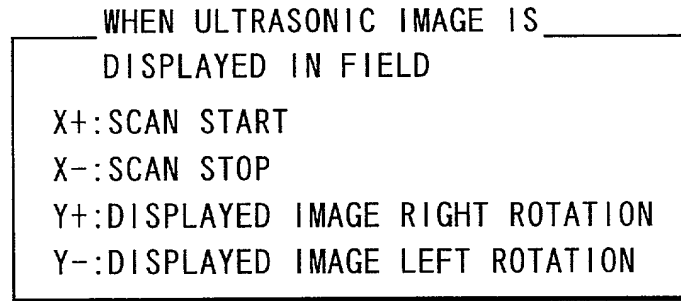 WHEN ULTRASONIC IMAGE IS
DISPLAYED IN FIELD
X+:SCAN START
X-:SCAN STOP
Y+:DISPLAYED IMAGE RIGHT ROTATION
Y-:DISPLAYED IMAGE LEFT ROTATION